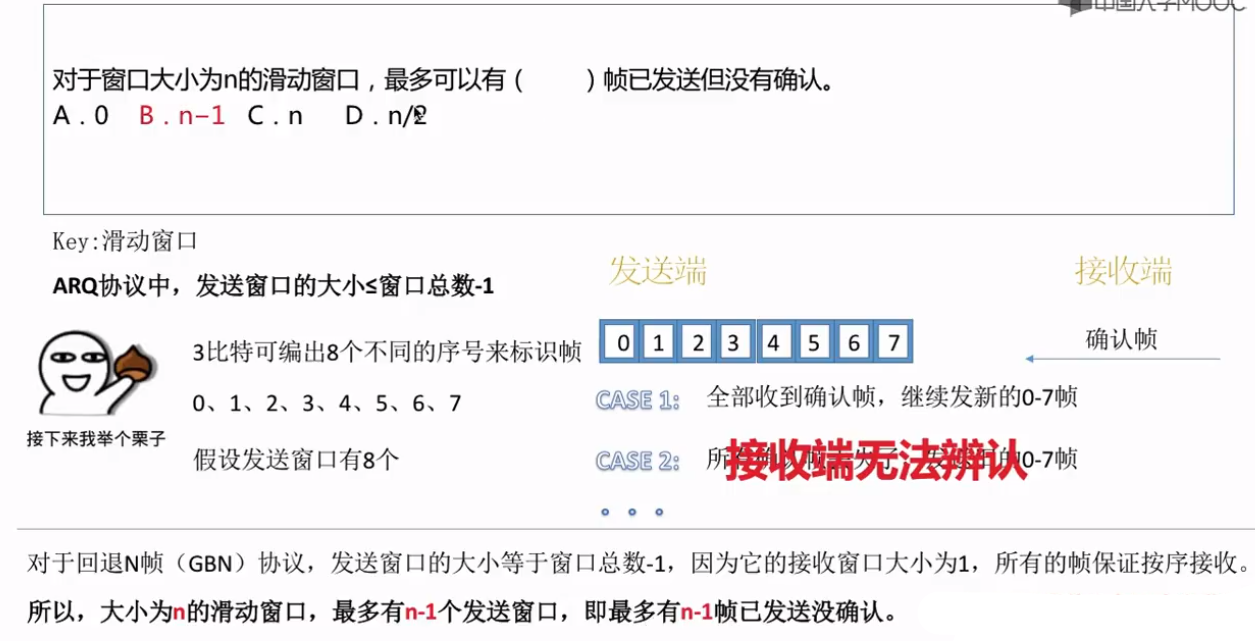 中国大学MOOC
对于窗口大小为n的滑动窗口，最多可以有（ ）帧已发送但没有确认。
A．0 B．n-1 C．n D．n/2
Key:滑动窗口
ARQ协议中，发送窗口的大小≤窗口总数-1
发送端 接收端
0 1 2 3 4 5 6 7
确认帧
3比特可编出8个不同的序号来标识帧
0、1、2、3、4、5、6、7
假设发送窗口有8个
接下来我举个栗子
CASE 1: 全部收到确认帧，继续发新的0-7帧
CASE 2: 所 的0-7帧
接收端无法辨认
对于回退N帧（GBN）协议，发送窗口的大小等于窗口总数-1，因为它的接收窗口大小为1，所有的帧保证按序接收。
所以，大小为n的滑动窗口，最多有n-1个发送窗口，即最多有n-1帧已发送没确认。